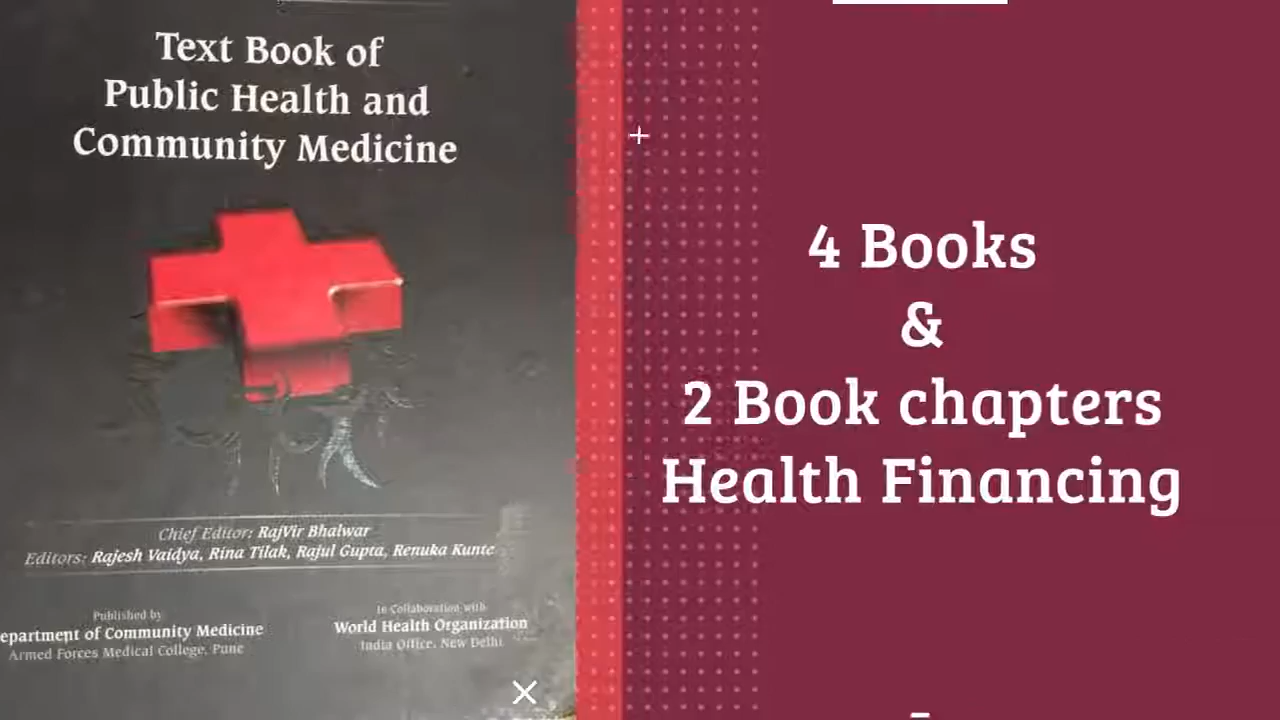 Text Book of
Public Health and
Community Medicine
Chief Editor: RajVir Bhalwar
Editors: Rajesh Vaidya, Rina Tilak, Rajul Gupta, Renuka Kunte
Published by
epartment of Community Medicine
Armed Forces Medical College, Pune
In Collaboration with
World Health Organization
India Office, New Delhi
4 Books
&
2 Book chapters
Health Financing